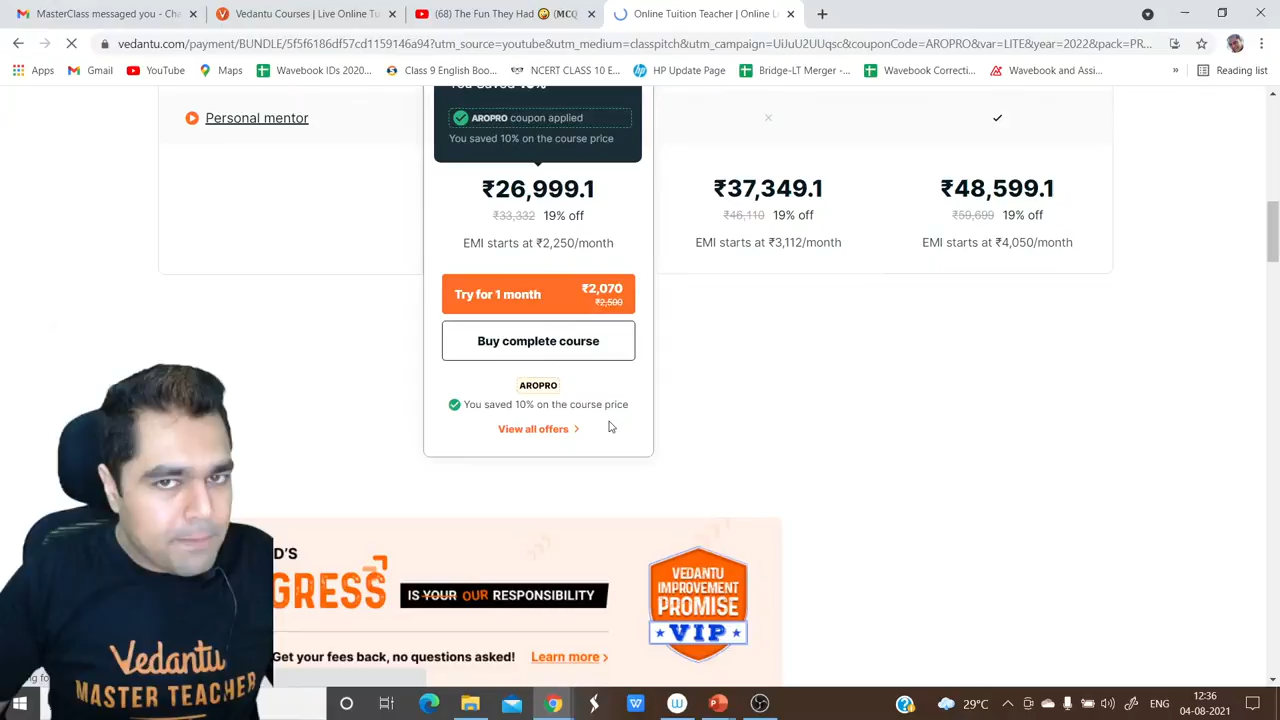 MasterClass messaged you - Cha
Vedantu Courses | Live Online Tu
(68) The Fun They Had 😜 (MCQ
Online Tuition Teacher | Online L
vedantu.com/payment/BUNDLE/5f5f6186df57cd1159146a94?utm_source=youtube&utm_medium=classpitch&utm_campaign=UiJuU2UUqsc&couponCode=AROPRO&var=LITE&year=2022&pack=PR...
Apps Gmail YouTube Maps Wavebook IDs 2020... Class 9 English Boo... NCERT CLASS 10 E... HP Update Page Bridge-LT Merger -... Wavebook Correcti... Wavebook and Assi... » Reading list
You Saved 10%
Personal mentor
AROPRO coupon applied
You saved 10% on the course price
₹26,999.1 ₹37,349.1 ₹48,599.1
₹33,332 19% off ₹46,110 19% off ₹59,699 19% off
EMI starts at ₹2,250/month EMI starts at ₹3,112/month EMI starts at ₹4,050/month
Try for 1 month ₹2,070
₹2,500
Buy complete course
AROPRO
You saved 10% on the course price
View all offers >
D'S
GRESS IS YOUR OUR RESPONSIBILITY
VEDANTU
IMPROVEMENT
PROMISE
VIP
Get your fees back, no questions asked! Learn more >
Vedantu
MASTER TEACHER
29°C ENG 12:36
04-08-2021